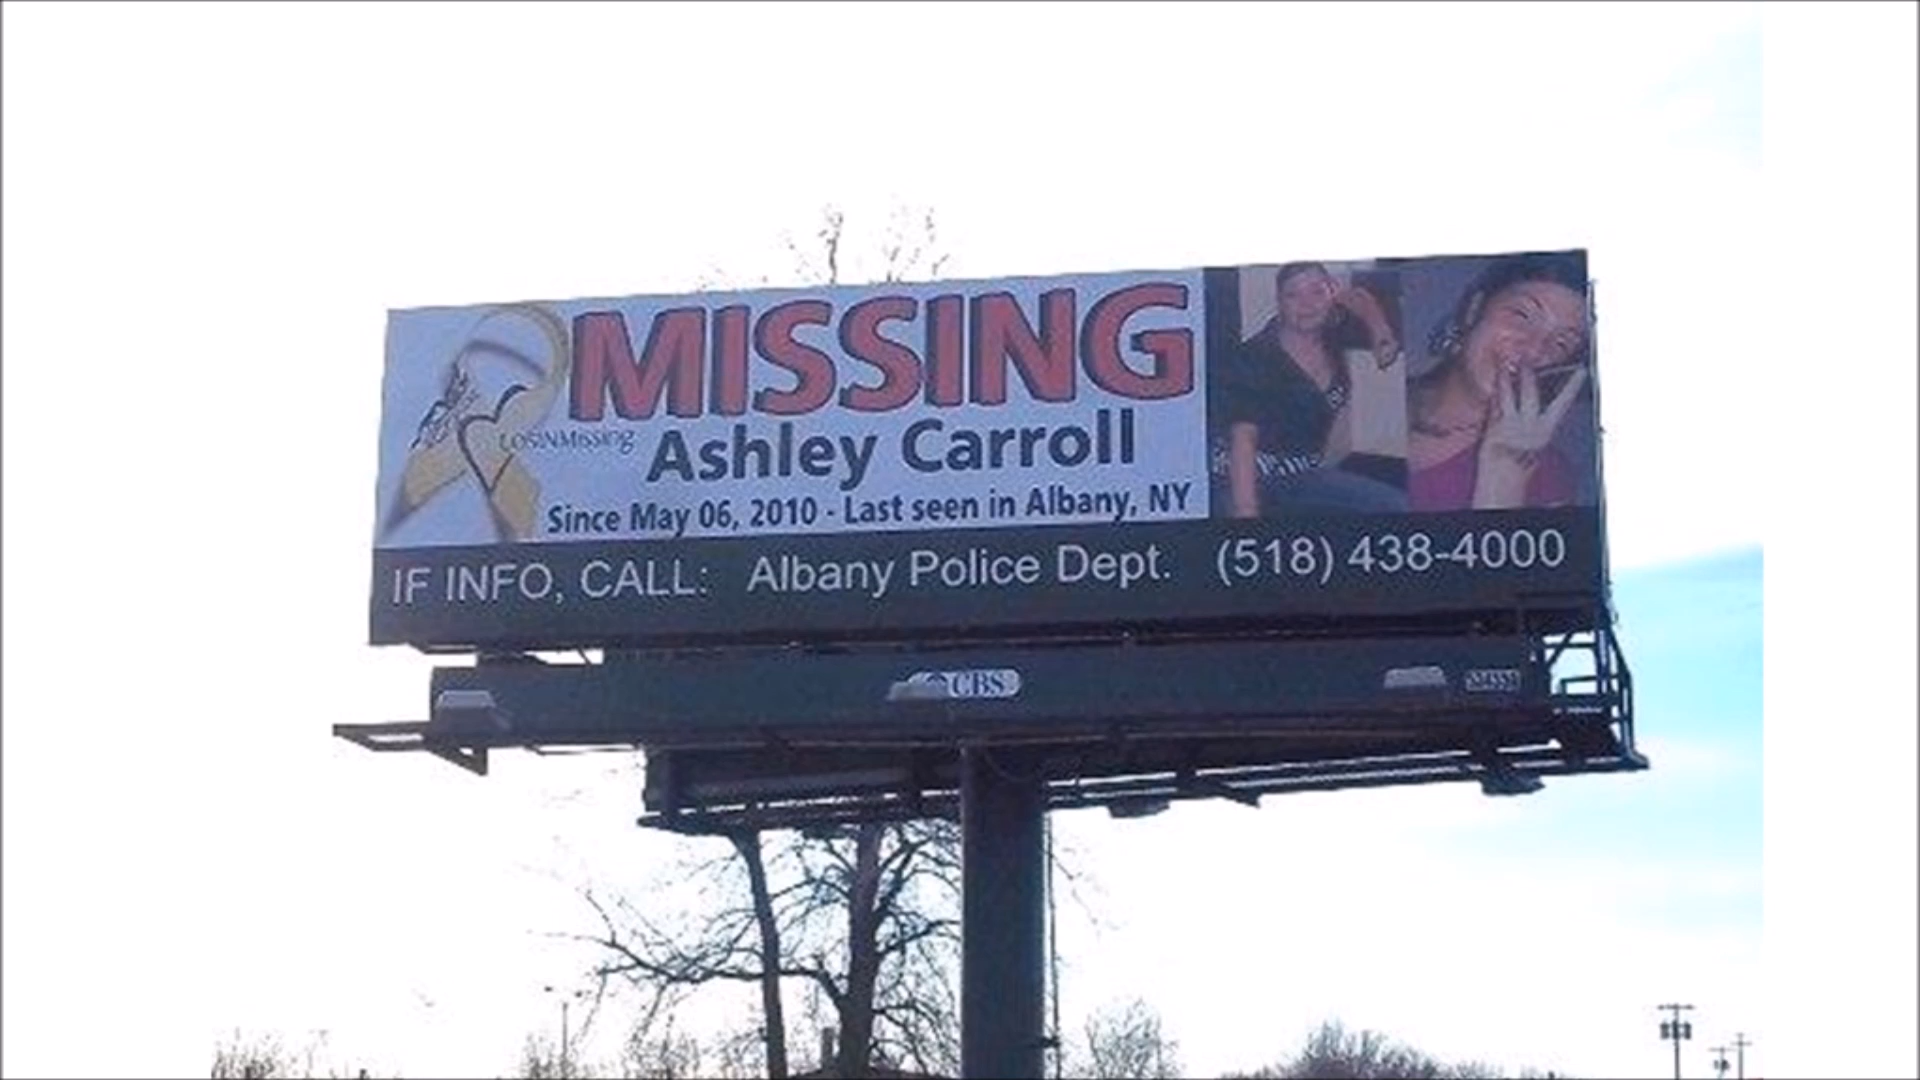 MISSING
LOSTNMISSING
Ashley Carroll
Since May 06, 2010 - Last seen in Albany, NY
IF INFO, CALL: Albany Police Dept. (518) 438-4000
CBS